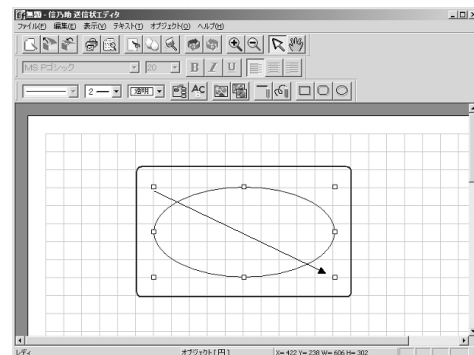 無題 - 信乃助 送信状エディタ
ファイル(F) 編集(E) 表示(V) テキスト(T) オブジェクト(O) ヘルプ(H)
MS Pゴシック 20 B I U
2 透明 AC
レディ オブジェクト[円] X= 422 Y= 238 W= 606 H= 302